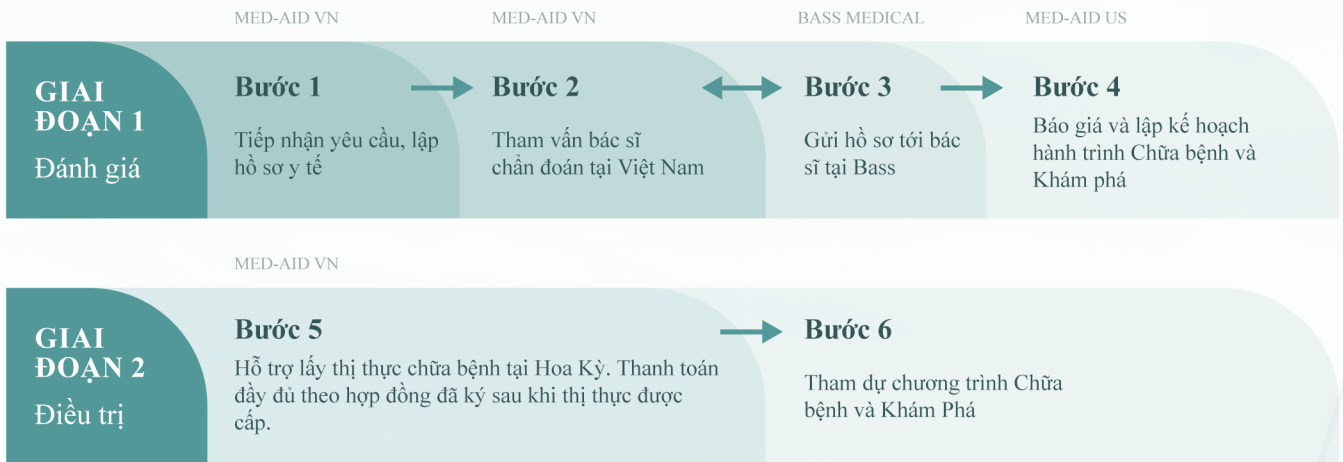 MED-AID VN
MED-AID VN
BASS MEDICAL
MED-AID US
GIAI
ĐOẠN 1
Đánh giá
Bước 1
Tiếp nhận yêu cầu, lập
hồ sơ y tế
Bước 2
Tham vấn bác sĩ
chẩn đoán tại Việt Nam
Bước 3
Gửi hồ sơ tới bác
sĩ tại Bass
Bước 4
Báo giá và lập kế hoạch
hành trình Chữa bệnh và
Khám phá
MED-AID VN
GIAI
ĐOẠN 2
Điều trị
Bước 5
Hỗ trợ lấy thị thực chữa bệnh tại Hoa Kỳ. Thanh toán
đầy đủ theo hợp đồng đã ký sau khi thị thực được
cấp.
Bước 6
Tham dự chương trình Chữa
bệnh và Khám Phá